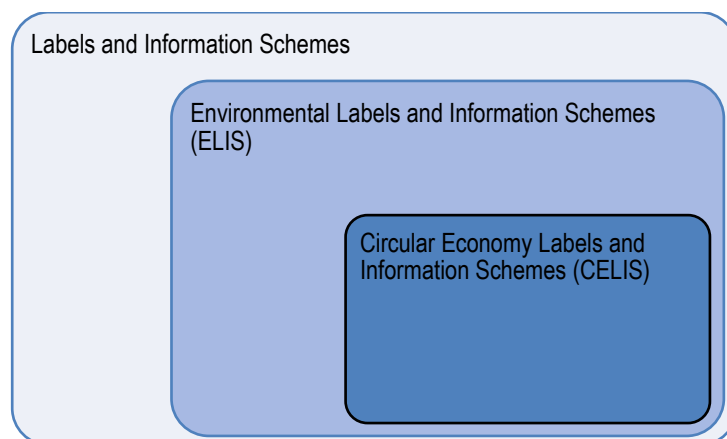 Labels and Information Schemes
Environmental Labels and Information Schemes
(ELIS)
Circular Economy Labels and
Information Schemes (CELIS)